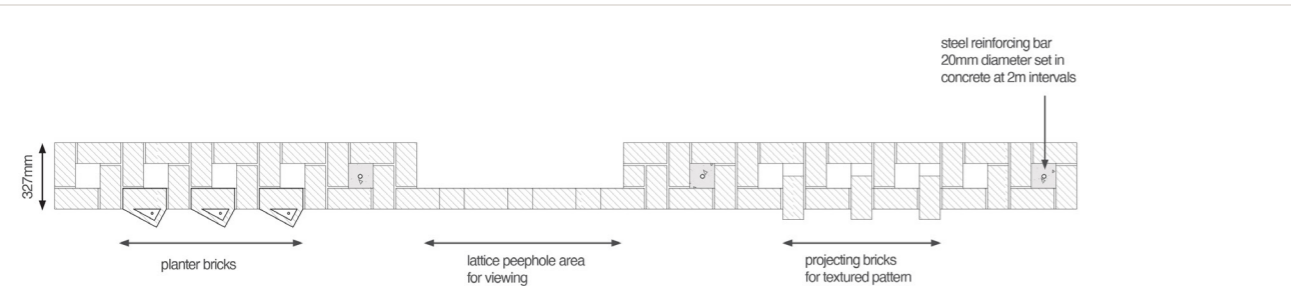 steel reinforcing bar
20mm diameter set in
concrete at 2m intervals
327mm
planter bricks
lattice peephole area
for viewing
projecting bricks
for textured pattern